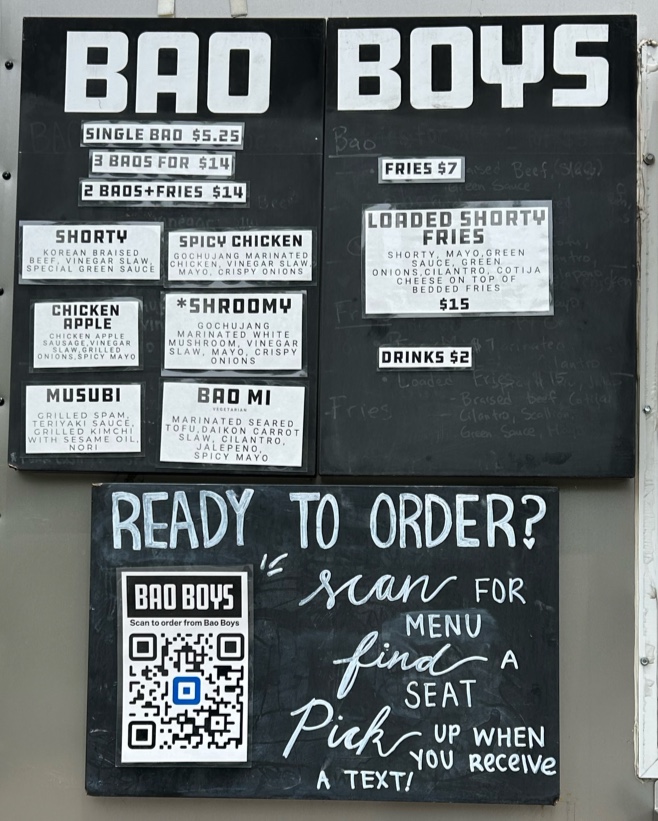 BAO BOYS
SINGLE BAO $5.25
3 BAOS FOR $14
2 BAOS+FRIES $14
SHORTY
KOREAN BRAISED
BEEF, VINEGAR SLAW,
SPECIAL GREEN SAUCE
SPICY CHICKEN
GOCHUJANG MARINATED
CHICKEN, VINEGAR SLAW
MAYO, CRISPY ONIONS
CHICKEN
APPLE
CHICKEN APPLE
SAUSAGE,VINEGAR
SLAW,GRILLED
ONIONS,SPICY MAYO
*SHROOMY
GOCHUJANG
MARINATED WHITE
MUSHROOM, VINEGAR
SLAW, MAYO, CRISPY
ONIONS
MUSUBI
GRILLED SPAM,
TERIYAKI SAUCE,
GRILLED KIMCHI
WITH SESAME OIL,
NORI
BAO MI
VEGETARIAN
MARINATED SEARED
TOFU,DAIKON CARROT
SLAW, CILANTRO,
JALEPENO,
SPICY MAYO
FRIES $7
LOADED SHORTY
FRIES
SHORTY, MAYO,GREEN
SAUCE, GREEN
ONIONS,CILANTRO, COTIJA
CHEESE ON TOP OF
BEDDED FRIES
$15
DRINKS $2
READY TO ORDER?
BAO BOYS
Scan to order from Bao Boys
scan FOR
MENU
find A
SEAT
Pick UP WHEN
YOU RECEIVE
A TEXT!